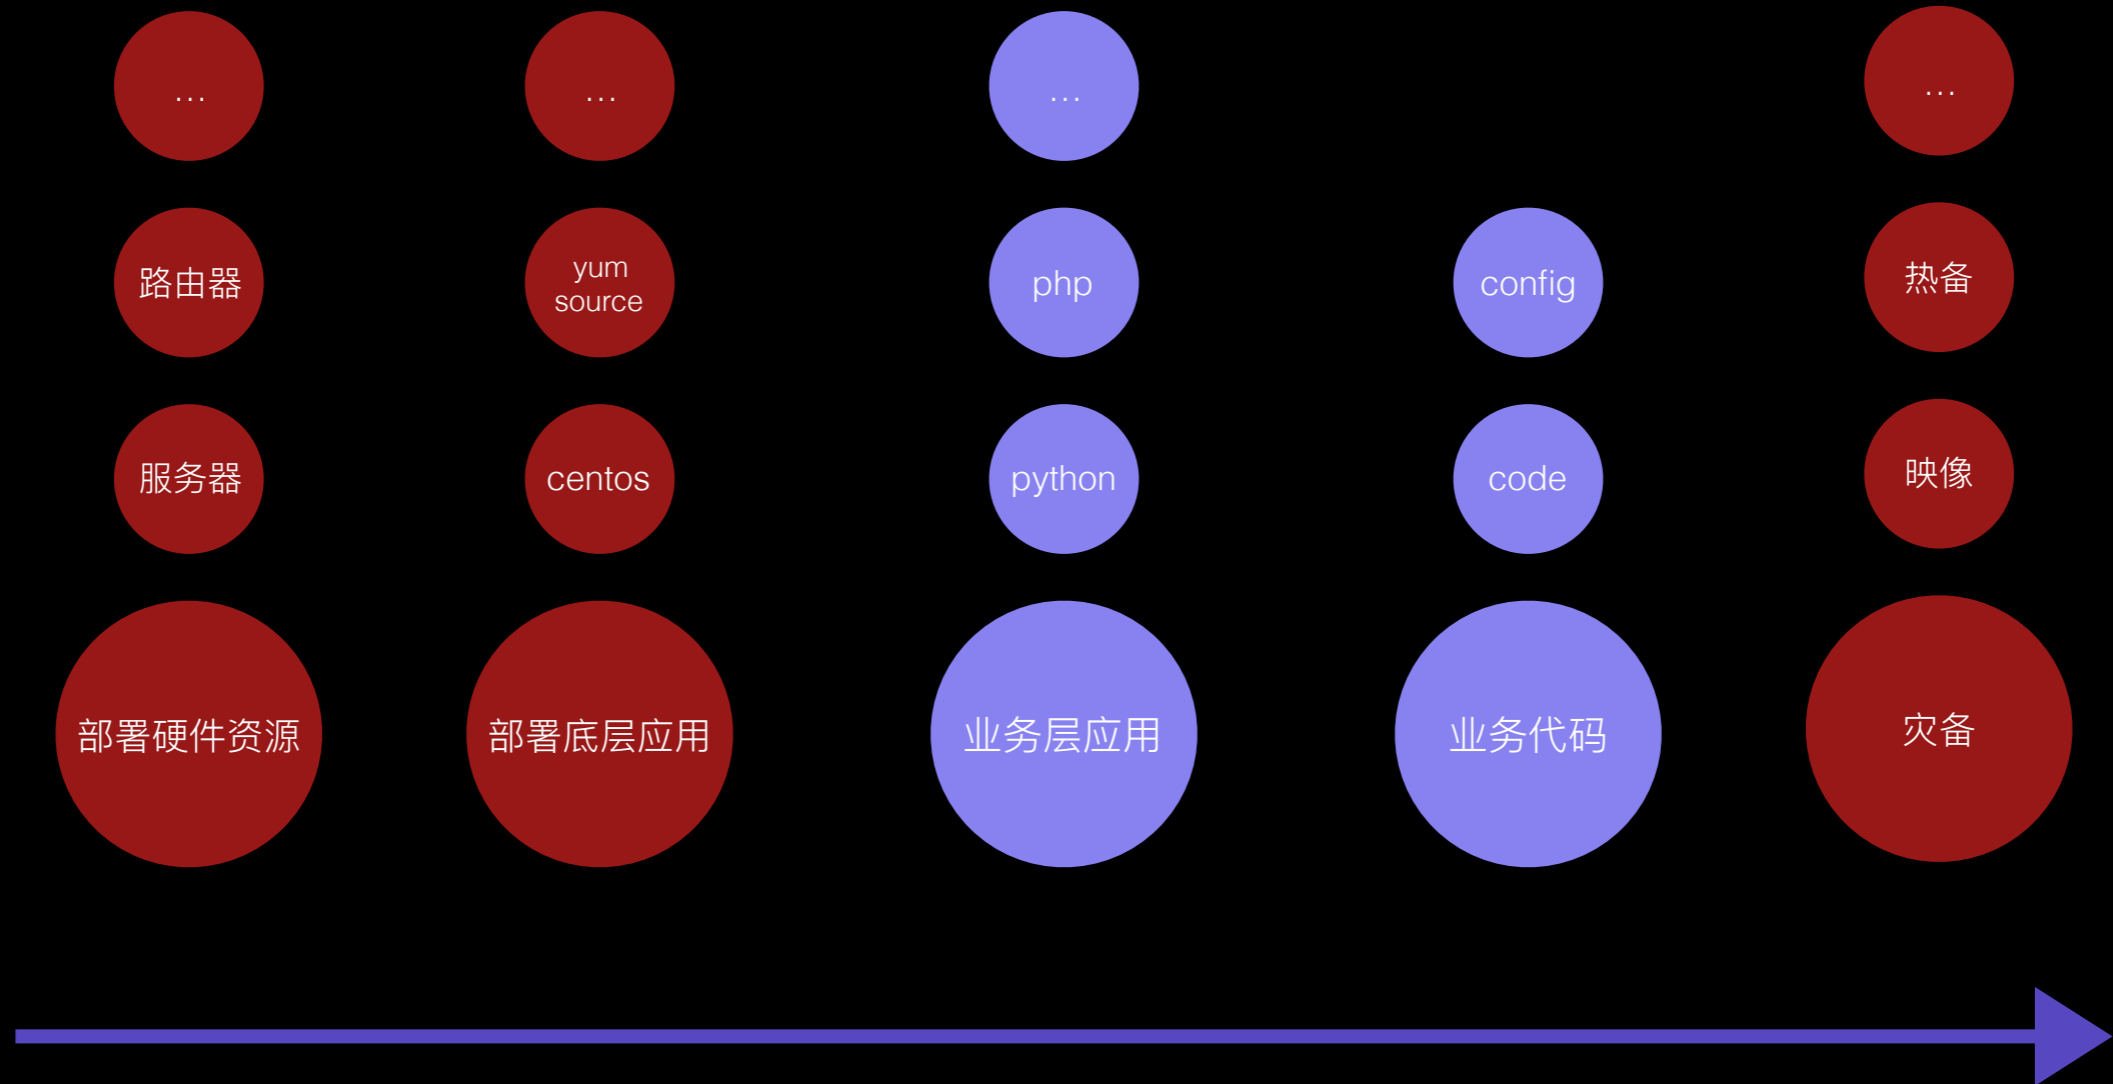 …
…
…
…
路由器
yum
source
php
config
热备
服务器
centos
python
code
映像
部署硬件资源
部署底层应用
业务层应用
业务代码
灾备